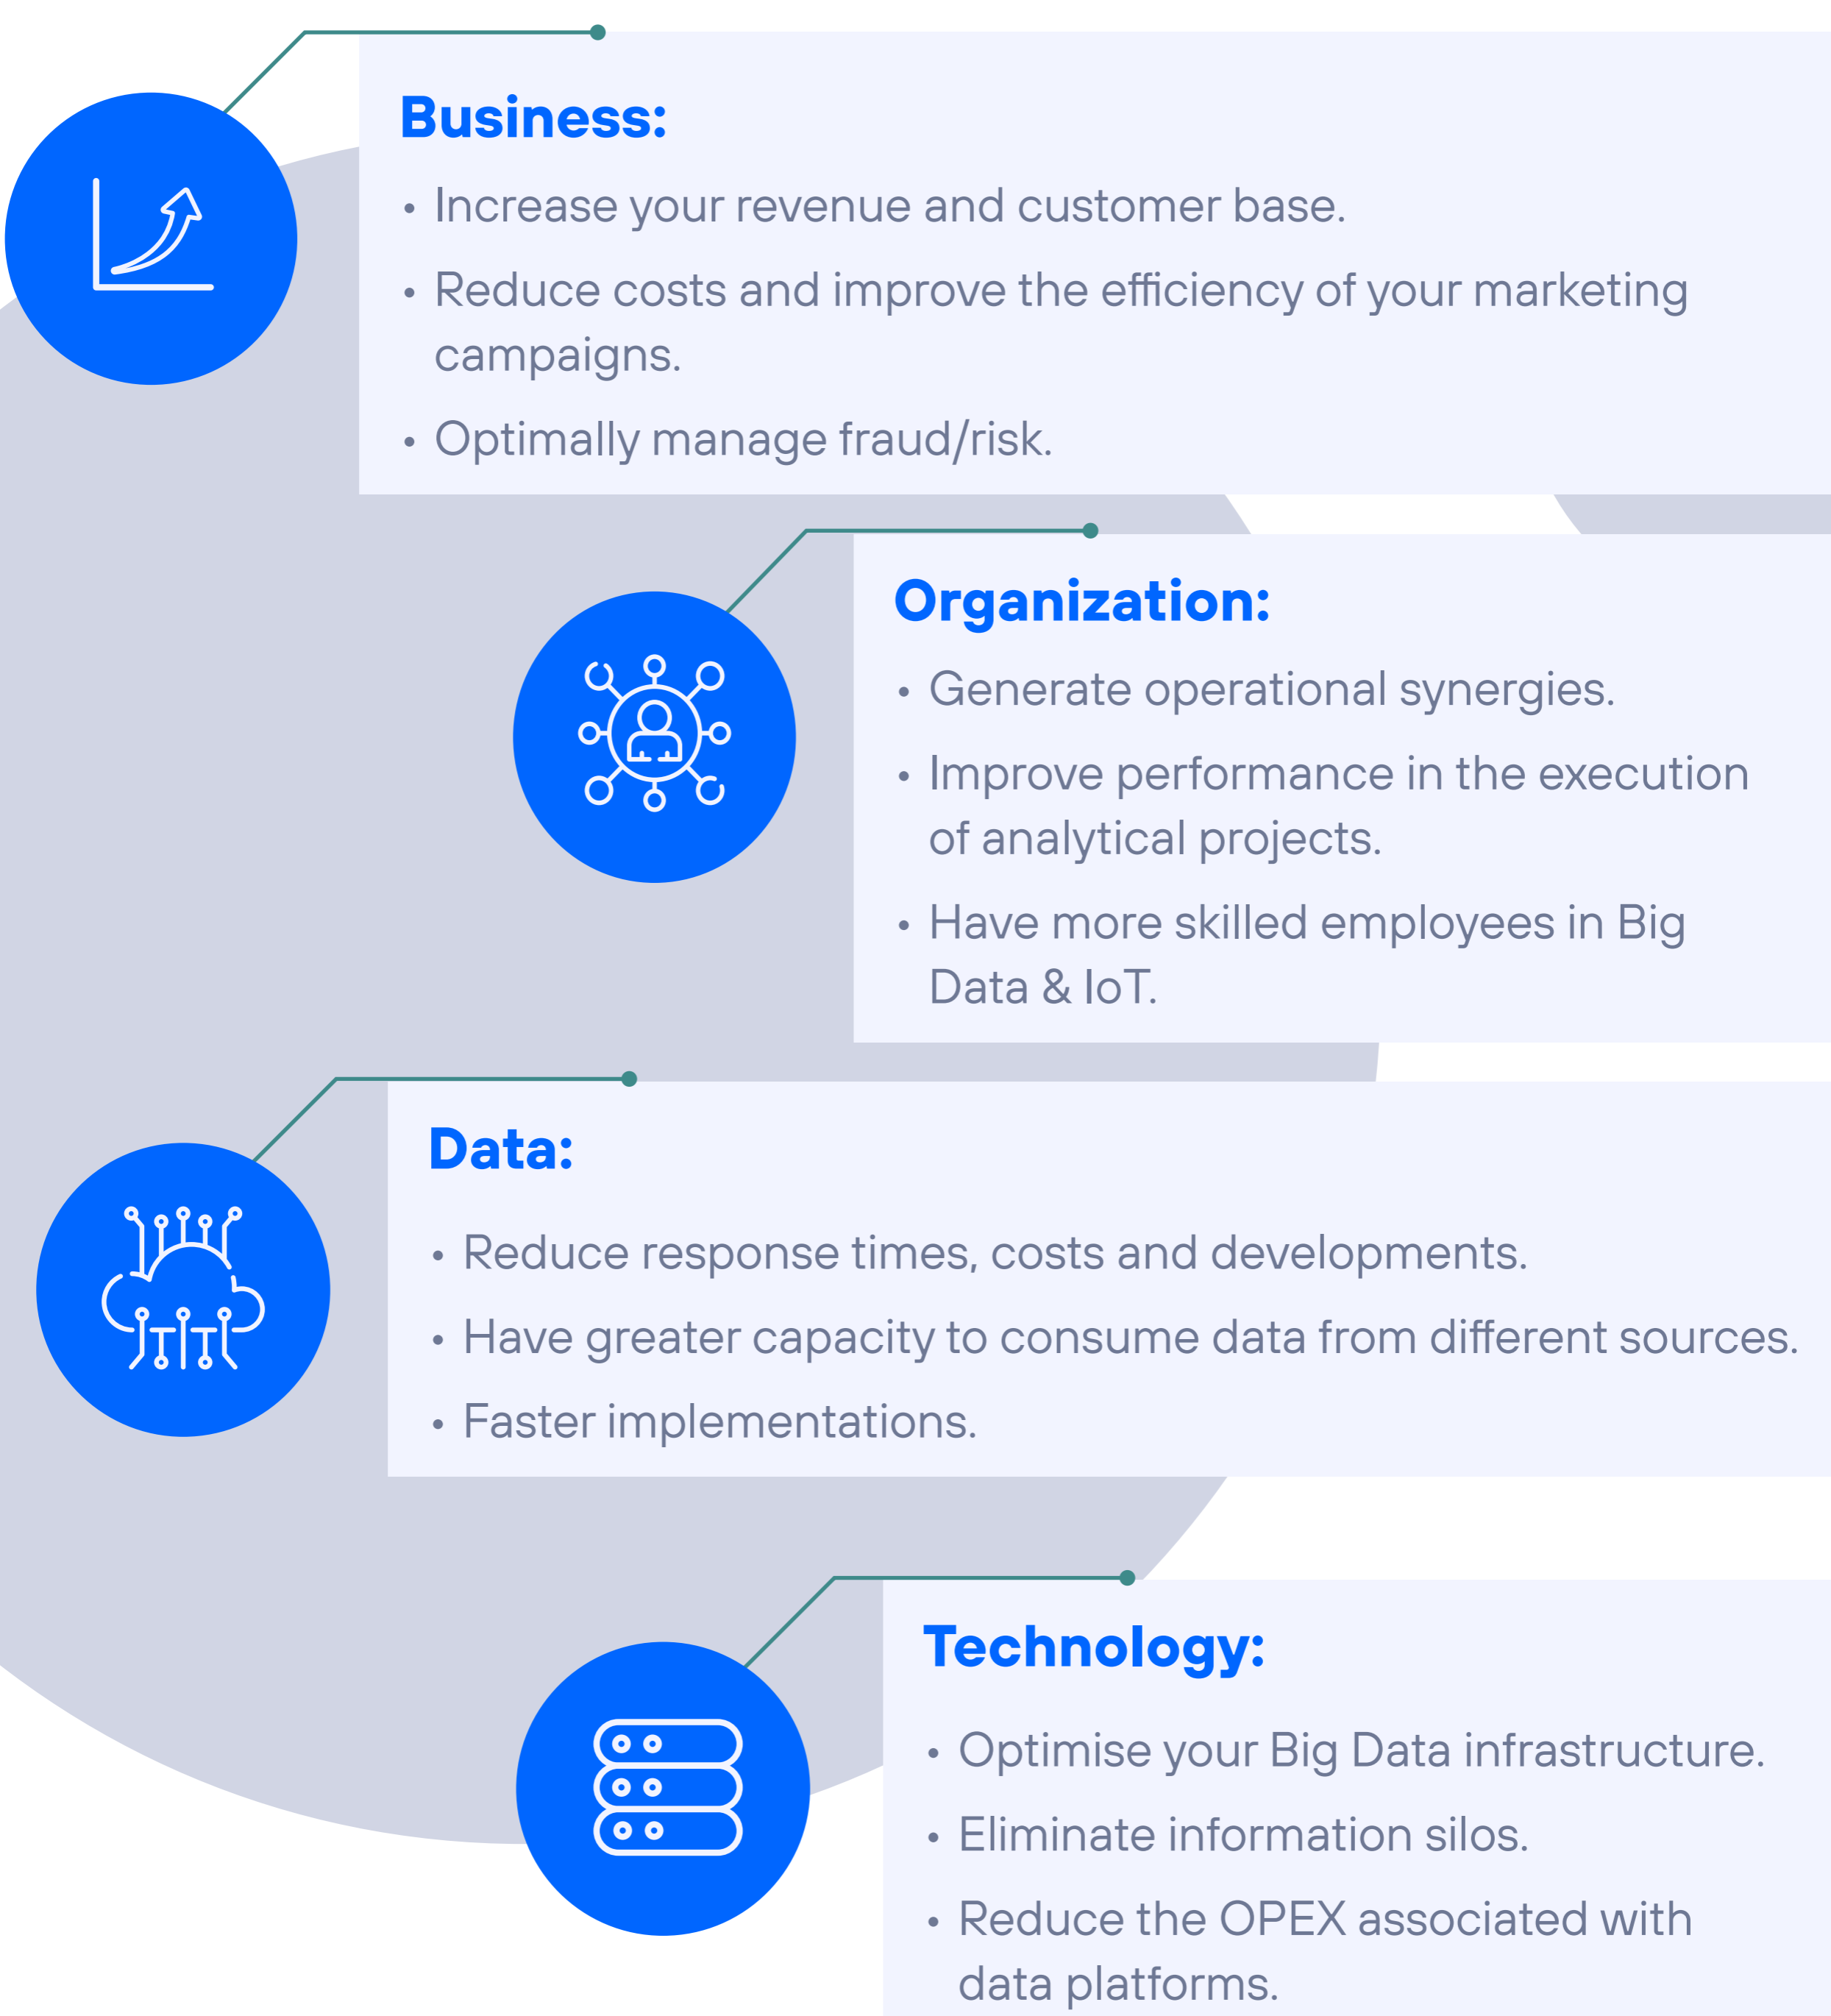 Business:
• Increase your revenue and customer base.
• Reduce costs and improve the efficiency of your marketing
campaigns.
• Optimally manage fraud/risk.
Organization:
• Generate operational synergies.
• Improve performance in the execution
of analytical projects.
• Have more skilled employees in Big
Data & IoT.
Data:
• Reduce response times, costs and developments.
• Have greater capacity to consume data from different sources.
• Faster implementations.
Technology:
• Optimise your Big Data infrastructure.
• Eliminate information silos.
• Reduce the OPEX associated with
data platforms.